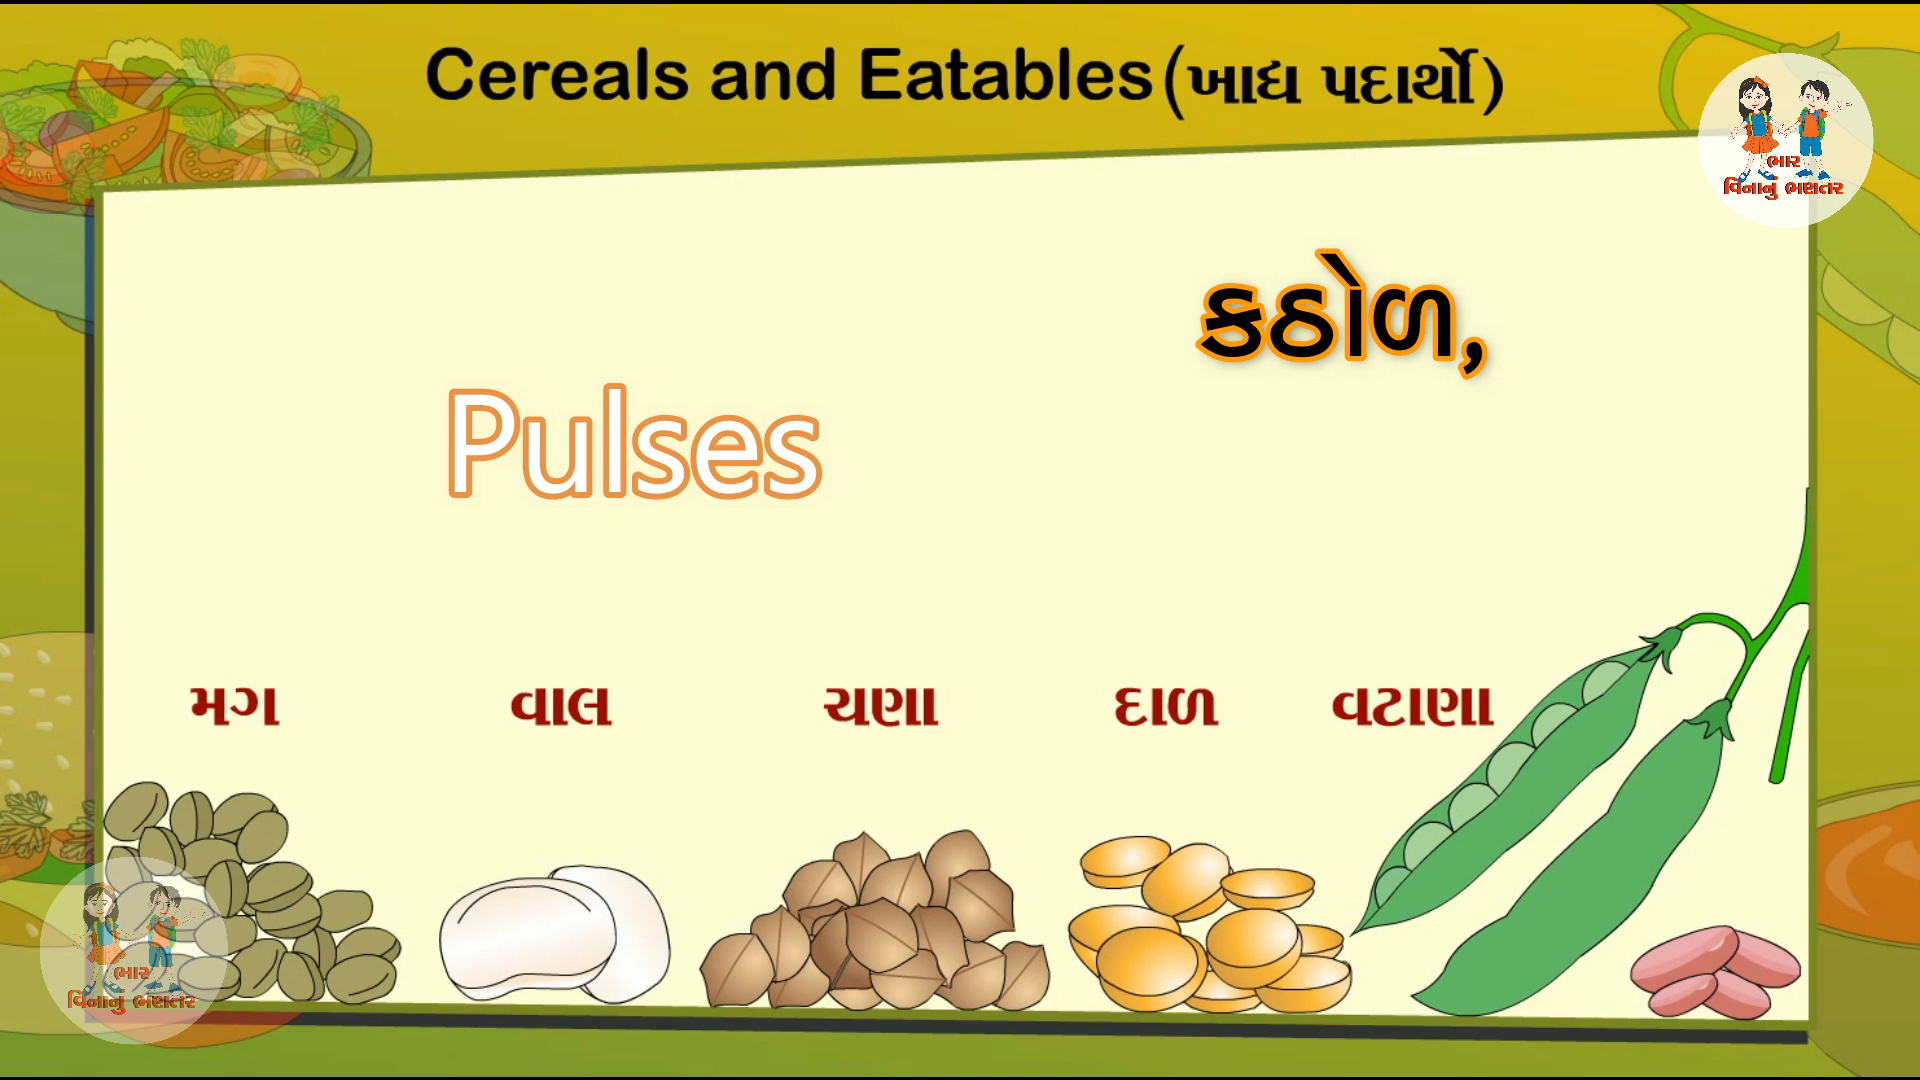 Cereals and Eatables (ખાદ્ય પદાર્થો)
ભાર
વિનાનું ભણતર
કઠોળ,
Pulses
મગ વાલ ચણા દાળ વટાણા
ભાર
વિનાનું ભણતર